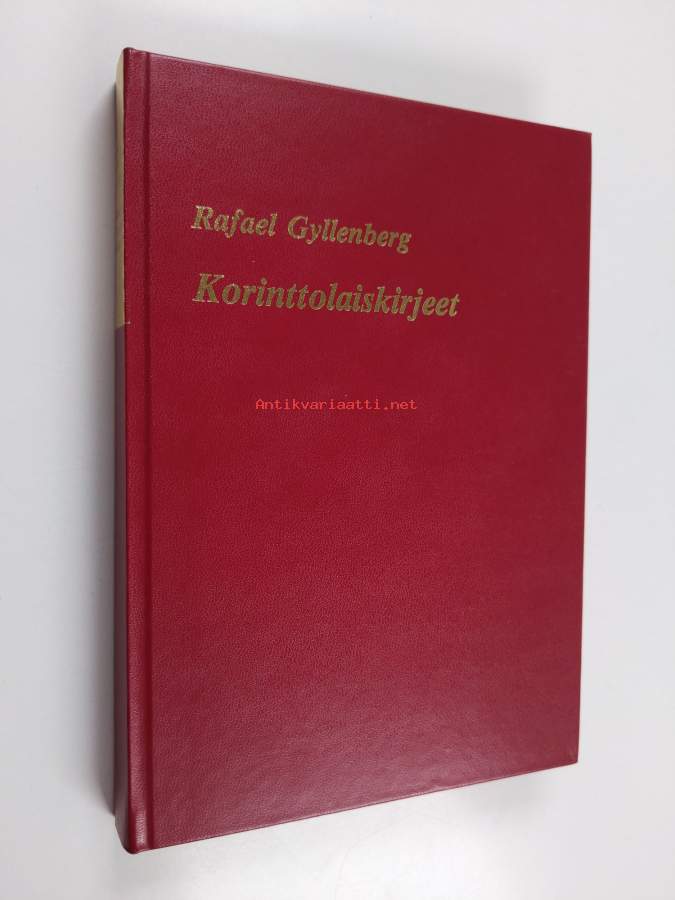 Rafael Gyllenberg
Korinttolaiskirjeet
Antikvariaatti.net